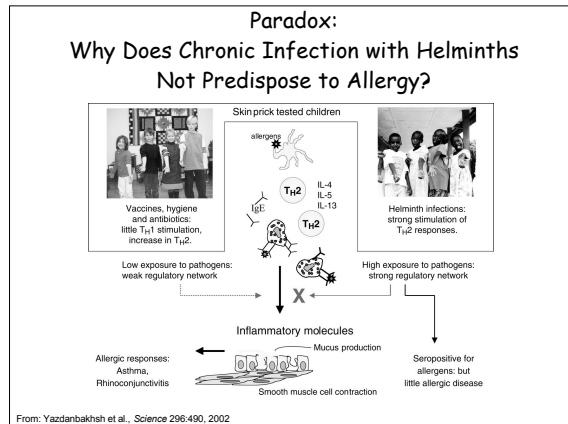 Paradox:
Why Does Chronic Infection with Helminths
Not Predispose to Allergy?
Skin prick tested children
allergens
TH2
IL-4
IL-5
IL-13
IgE
TH2
Vaccines, hygiene
and antibiotics:
little TH1 stimulation,
increase in TH2.
Helminth infections:
strong stimulation of
TH2 responses.
Low exposure to pathogens:
weak regulatory network
High exposure to pathogens:
strong regulatory network
X
Inflammatory molecules
Mucus production
Allergic responses:
Asthma,
Rhinoconjunctivitis
Smooth muscle cell contraction
Seropositive for
allergens: but
little allergic disease
From: Yazdanbakhsh et al., Science 296:490, 2002